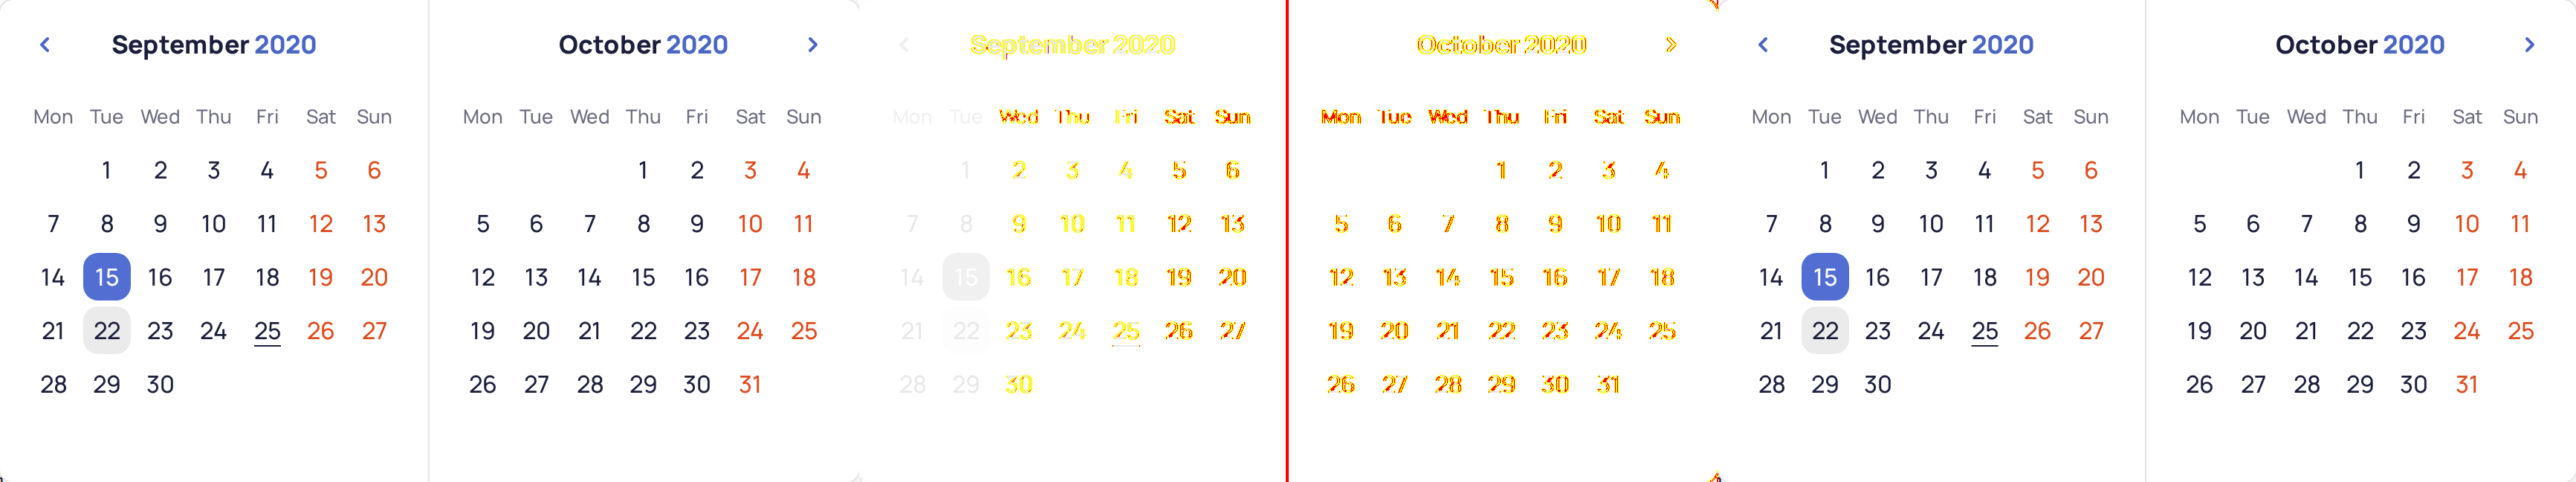 September 2020
Mon Tue Wed Thu Fri Sat Sun
1 2 3 4 5 6
7 8 9 10 11 12 13
14 15 16 17 18 19 20
21 22 23 24 25 26 27
28 29 30
October 2020
Mon Tue Wed Thu Fri Sat Sun
1 2 3 4
5 6 7 8 9 10 11
12 13 14 15 16 17 18
19 20 21 22 23 24 25
26 27 28 29 30 31
September 2020
Mon Tue Wed Thu Fri Sat Sun
1 2 3 4 5 6
7 8 9 10 11 12 13
14 15 16 17 18 19 20
21 22 23 24 25 26 27
28 29 30
October 2020
Mon Tue Wed Thu Fri Sat Sun
1 2 3 4
5 6 7 8 9 10 11
12 13 14 15 16 17 18
19 20 21 22 23 24 25
26 27 28 29 30 31
September 2020
Mon Tue Wed Thu Fri Sat Sun
1 2 3 4 5 6
7 8 9 10 11 12 13
14 15 16 17 18 19 20
21 22 23 24 25 26 27
28 29 30
October 2020
Mon Tue Wed Thu Fri Sat Sun
1 2 3 4
5 6 7 8 9 10 11
12 13 14 15 16 17 18
19 20 21 22 23 24 25
26 27 28 29 30 31